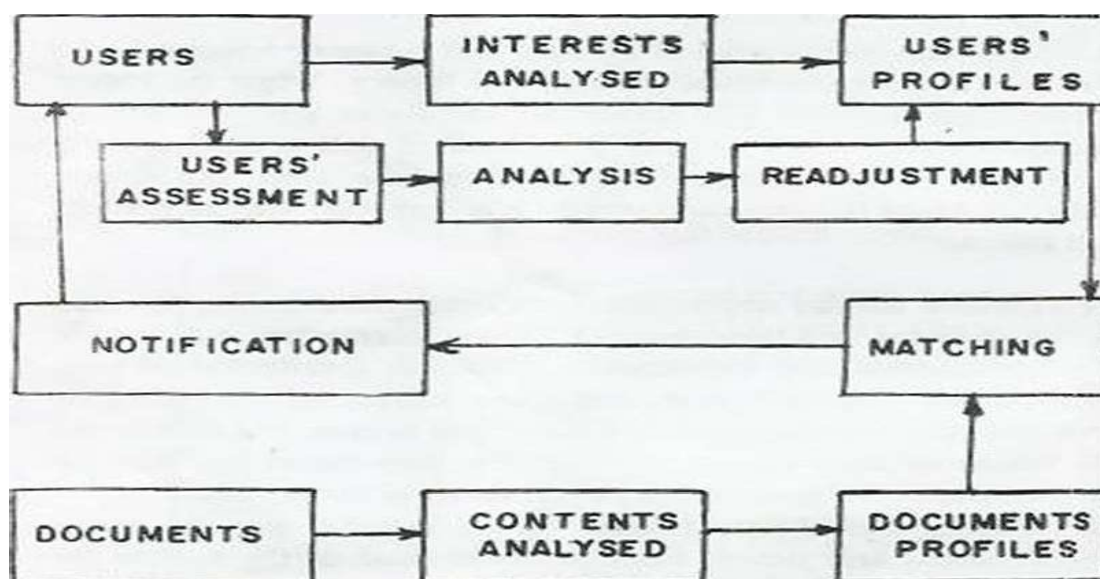 USERS
INTERESTS
ANALYSED
USERS'
PROFILES
USERS'
ASSESSMENT
ANALYSIS
READJUSTMENT
NOTIFICATION
MATCHING
DOCUMENTS
CONTENTS
ANALYSED
DOCUMENTS
PROFILES